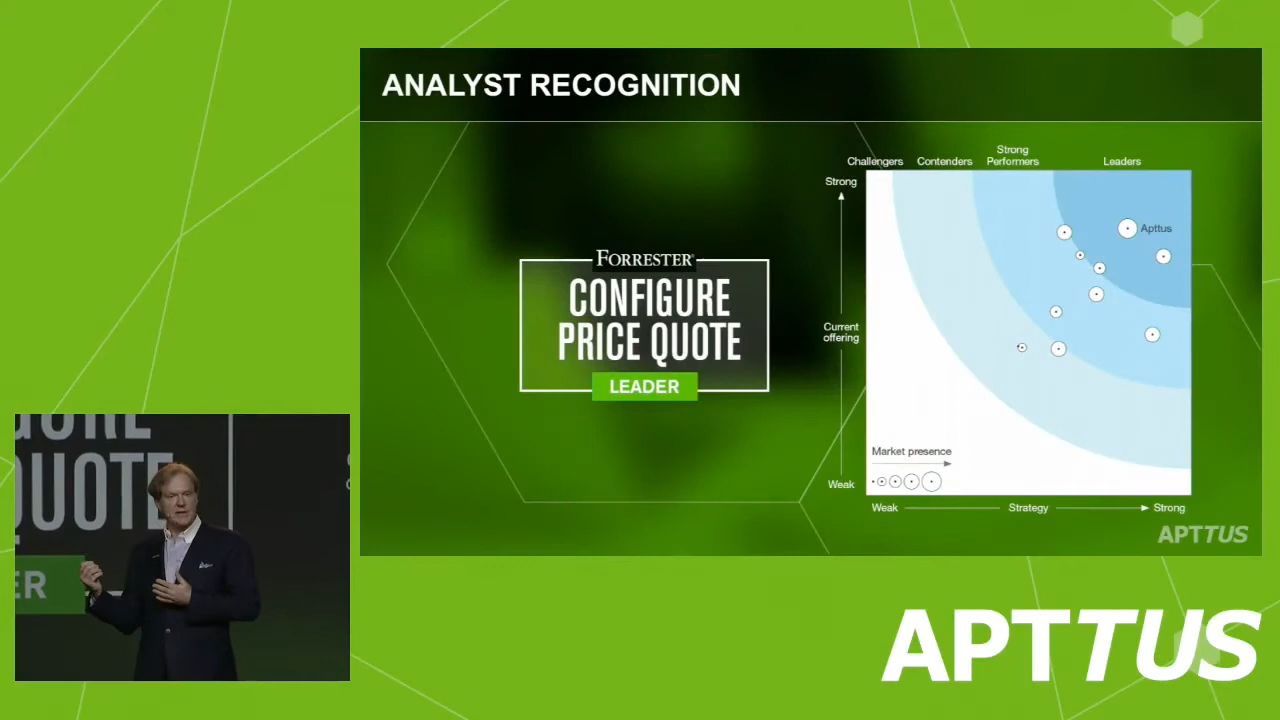 ANALYST RECOGNITION
FORRESTER
CONFIGURE
PRICE QUOTE
LEADER
Challengers
Contenders
Strong
Performers
Leaders
Strong
Apttus
Current
offering
Market presence
Weak
Weak
Strategy
Strong
APTTUS
QUOTE
ER
APTTUS